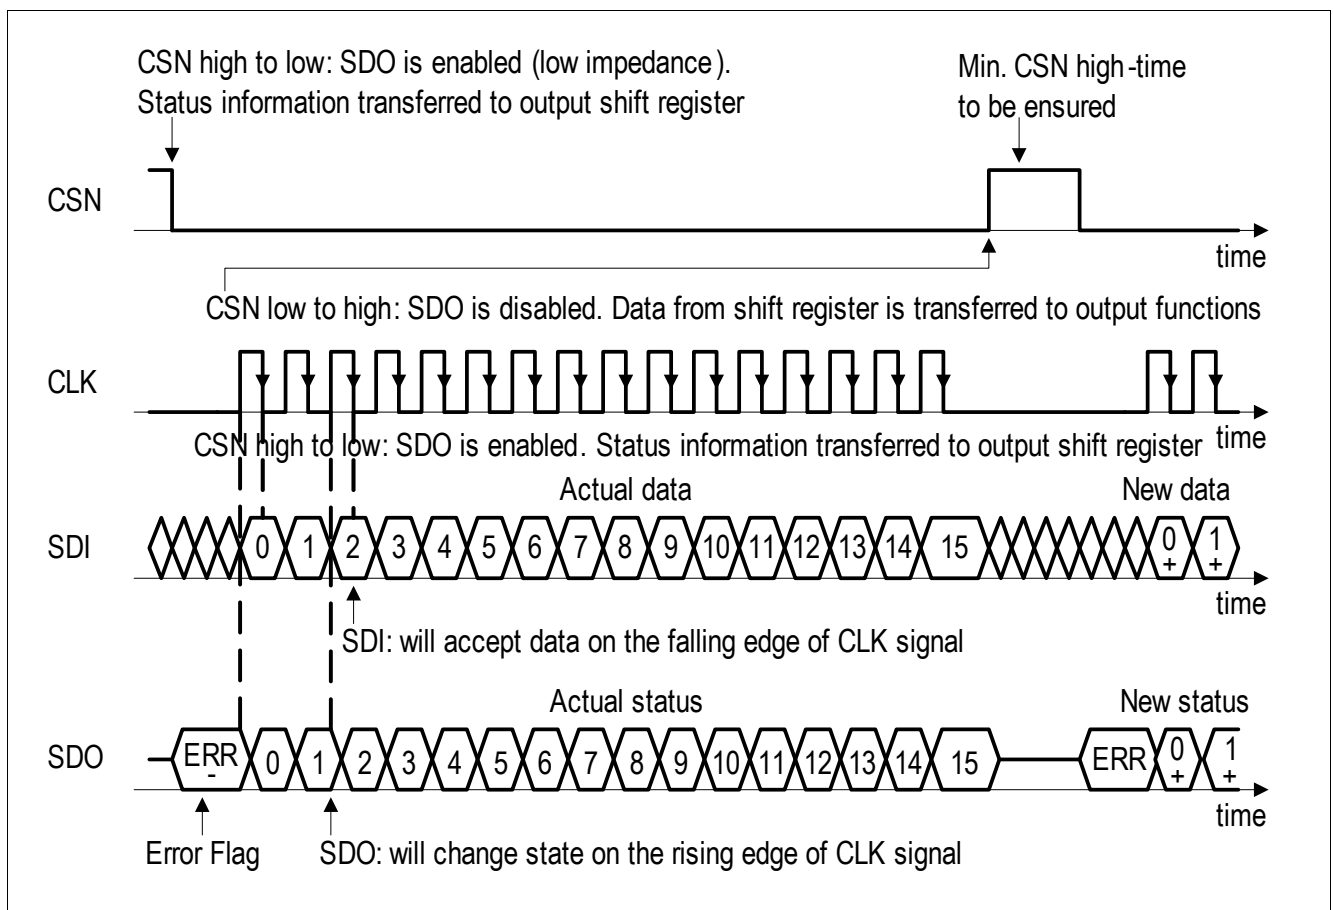 CSN high to low: SDO is enabled (low impedance).
Status information transferred to output shift register
Min. CSN high-time
to be ensured
CSN
time
CSN low to high: SDO is disabled. Data from shift register is transferred to output functions
CLK
time
CSN high to low: SDO is enabled. Status information transferred to output shift register
Actual data
New data
SDI
0 1 2 3 4 5 6 7 8 9 10 11 12 13 14 15 0 1
+ +
time
SDI: will accept data on the falling edge of CLK signal
Actual status
New status
SDO
ERR 0 1 2 3 4 5 6 7 8 9 10 11 12 13 14 15 ERR 0 1
- + +
time
Error Flag
SDO: will change state on the rising edge of CLK signal